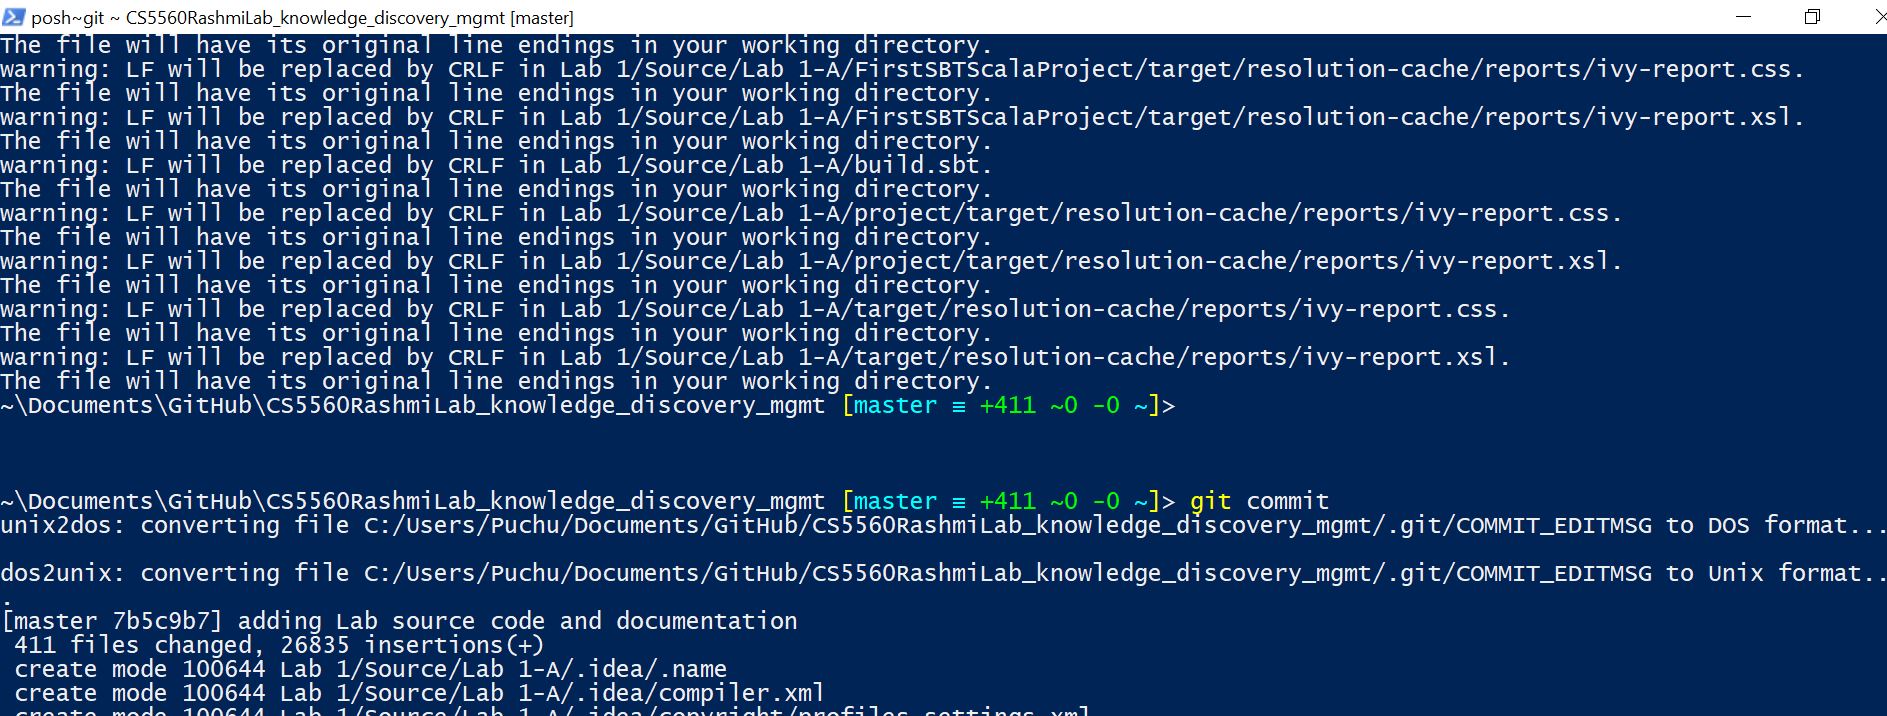 posh~git ~ CS5560RashmiLab_knowledge_discovery_mgmt [master]
The file will have its original line endings in your working directory.
warning: LF will be replaced by CRLF in Lab 1/Source/Lab 1-A/FirstSBTScalaProject/target/resolution-cache/reports/ivy-report.css.
The file will have its original line endings in your working directory.
warning: LF will be replaced by CRLF in Lab 1/Source/Lab 1-A/FirstSBTScalaProject/target/resolution-cache/reports/ivy-report.xsl.
The file will have its original line endings in your working directory.
warning: LF will be replaced by CRLF in Lab 1/Source/Lab 1-A/build.sbt.
The file will have its original line endings in your working directory.
warning: LF will be replaced by CRLF in Lab 1/Source/Lab 1-A/project/target/resolution-cache/reports/ivy-report.css.
The file will have its original line endings in your working directory.
warning: LF will be replaced by CRLF in Lab 1/Source/Lab 1-A/project/target/resolution-cache/reports/ivy-report.xsl.
The file will have its original line endings in your working directory.
warning: LF will be replaced by CRLF in Lab 1/Source/Lab 1-A/target/resolution-cache/reports/ivy-report.css.
The file will have its original line endings in your working directory.
warning: LF will be replaced by CRLF in Lab 1/Source/Lab 1-A/target/resolution-cache/reports/ivy-report.xsl.
The file will have its original line endings in your working directory.
~\Documents\GitHub\CS5560RashmiLab_knowledge_discovery_mgmt [master ≡ +411 ~0 -0 ~]>
~\Documents\GitHub\CS5560RashmiLab_knowledge_discovery_mgmt [master ≡ +411 ~0 -0 ~]> git commit
unix2dos: converting file C:/Users/Puchu/Documents/GitHub/CS5560RashmiLab_knowledge_discovery_mgmt/.git/COMMIT_EDITMSG to DOS format...
dos2unix: converting file C:/Users/Puchu/Documents/GitHub/CS5560RashmiLab_knowledge_discovery_mgmt/.git/COMMIT_EDITMSG to Unix format..
.
[master 7b5c9b7] adding Lab source code and documentation
411 files changed, 26835 insertions(+)
create mode 100644 Lab 1/Source/Lab 1-A/.idea/.name
create mode 100644 Lab 1/Source/Lab 1-A/.idea/compiler.xml
create mode 100644 Lab 1/Source/Lab 1-A/.idea/copyright/profiles_settings.xml